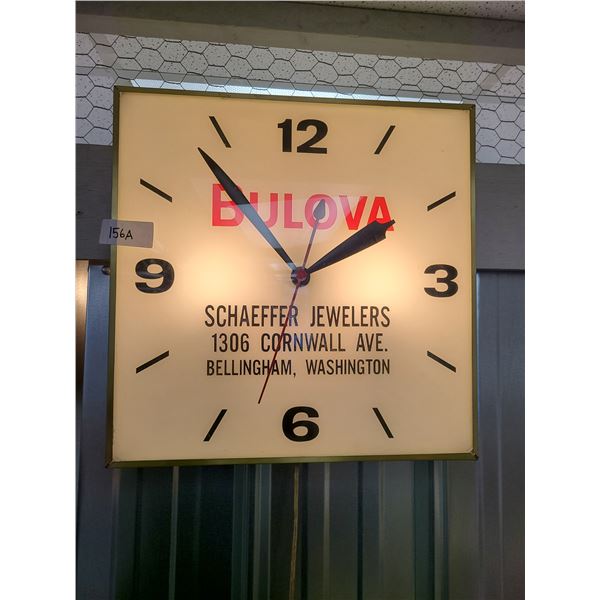 12
BULOVA
156A
9
3
SCHAEFFER JEWELERS
1306 CORNWALL AVE.
BELLINGHAM, WASHINGTON
6